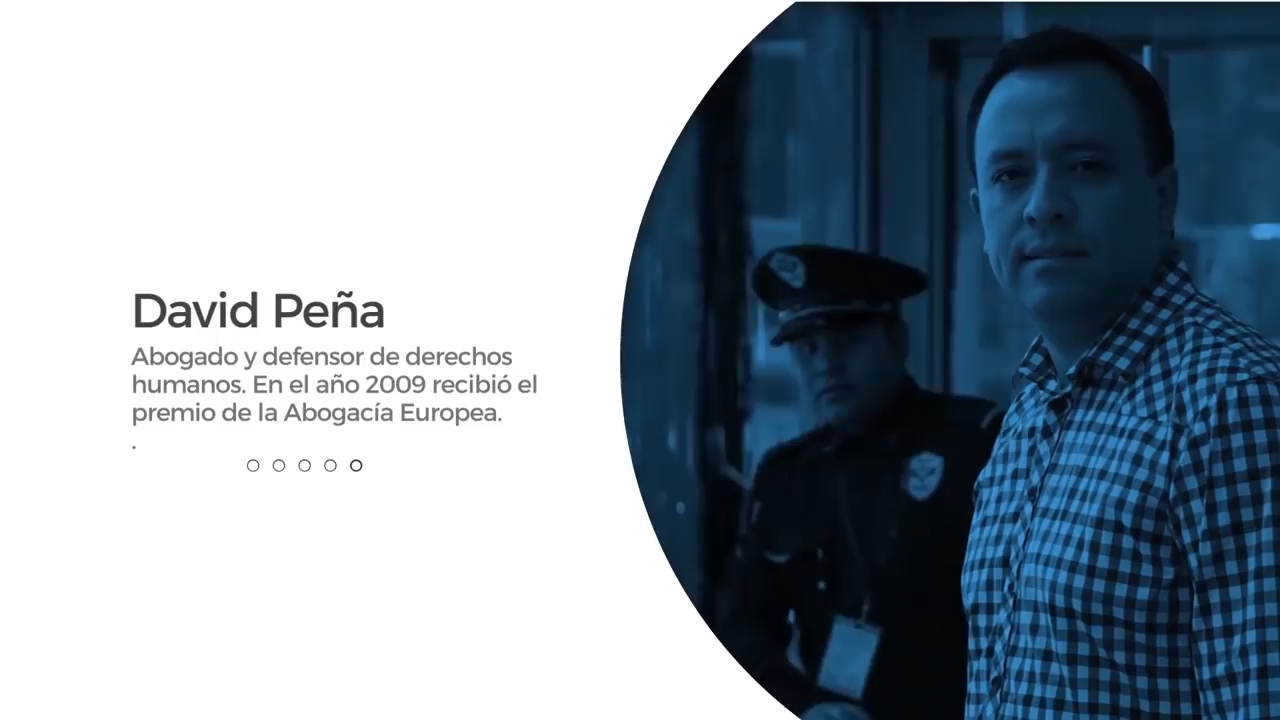 David Peña
Abogado y defensor de derechos
humanos. En el año 2009 recibió el
premio de la Abogacía Europea.
.